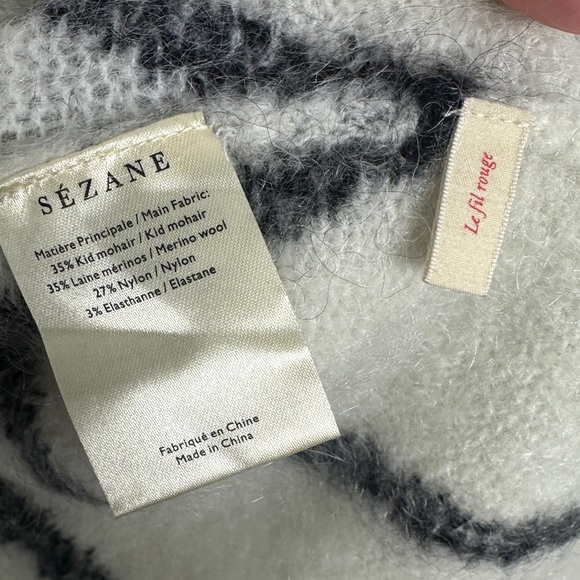 SÉZANE
Matière Principale / Main Fabric:
35% Kid mohair / Kid mohair
35% Laine mérinos / Merino wool
27% Nylon / Nylon
3% Elasthanne / Elastane
Fabriqué en Chine
Made in China
Le fil rouge